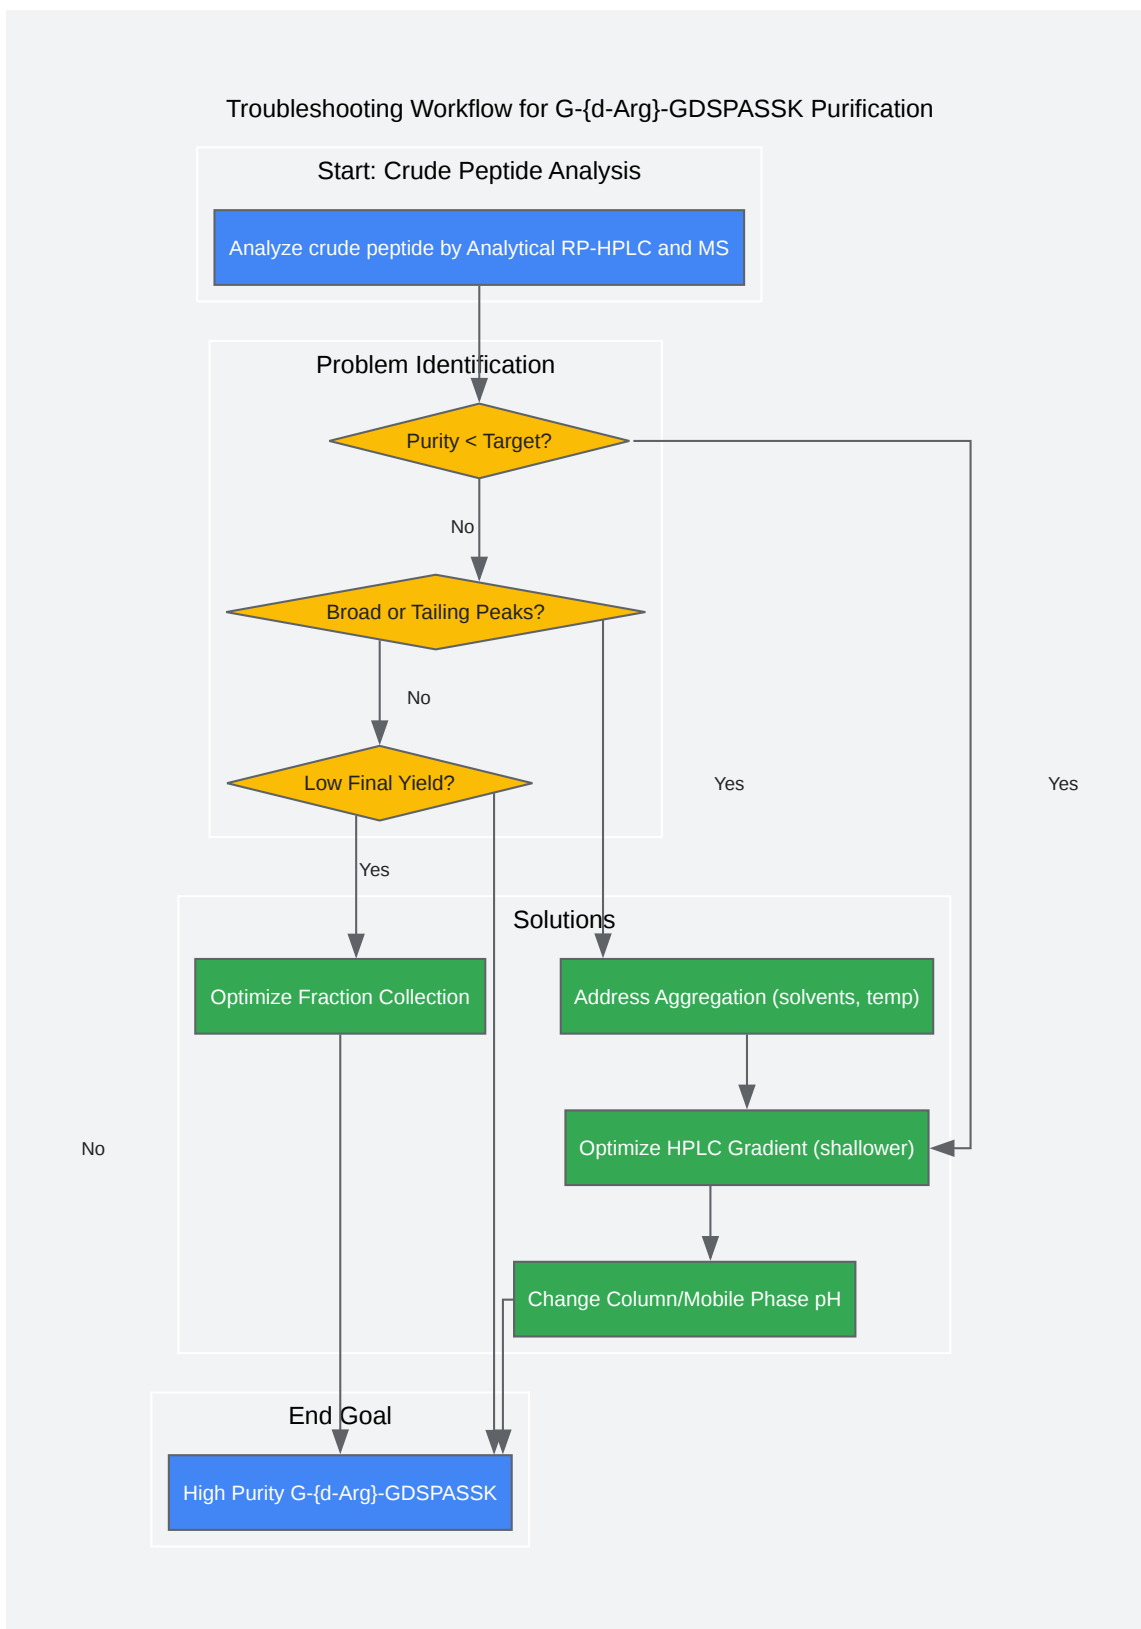 Troubleshooting Workflow for G-{d-Arg}-GDSPASSK Purification
Start: Crude Peptide Analysis
Analyze crude peptide by Analytical RP-HPLC and MS
Problem Identification
Purity < Target?
No
Broad or Tailing Peaks?
No
Low Final Yield?
Yes
Yes
Yes
Solutions
Optimize Fraction Collection
Address Aggregation (solvents, temp)
No
Optimize HPLC Gradient (shallower)
Change Column/Mobile Phase pH
End Goal
High Purity G-{d-Arg}-GDSPASSK